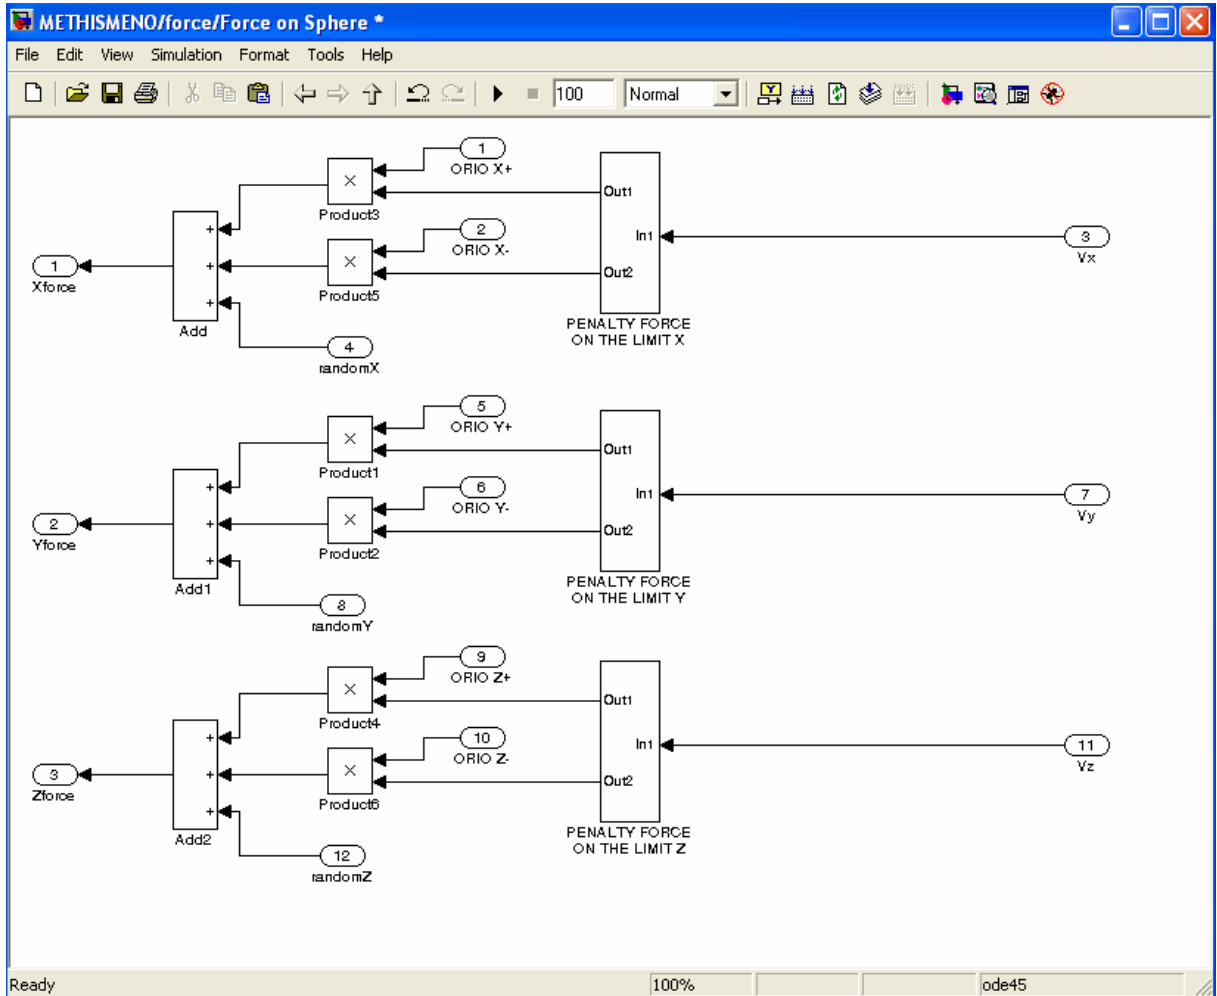 METHISMENO/force/Force on Sphere *
File Edit View Simulation Format Tools Help
100 Normal
1
ORIO X+
×
Product3
Out1
2
ORIO X-
In1
3
Vx
+
+
+
Add
×
Product5
Out2
1
Xforce
PENALTY FORCE
ON THE LIMIT X
4
randomX
5
ORIO Y+
×
Product1
Out1
6
ORIO Y-
In1
7
Vy
+
+
+
Add1
×
Product2
Out2
2
Yforce
PENALTY FORCE
ON THE LIMIT Y
8
randomY
9
ORIO Z+
×
Product4
Out1
10
ORIO Z-
In1
11
Vz
+
+
+
Add2
×
Product6
Out2
3
Zforce
PENALTY FORCE
ON THE LIMIT Z
12
randomZ
Ready 100% ode45